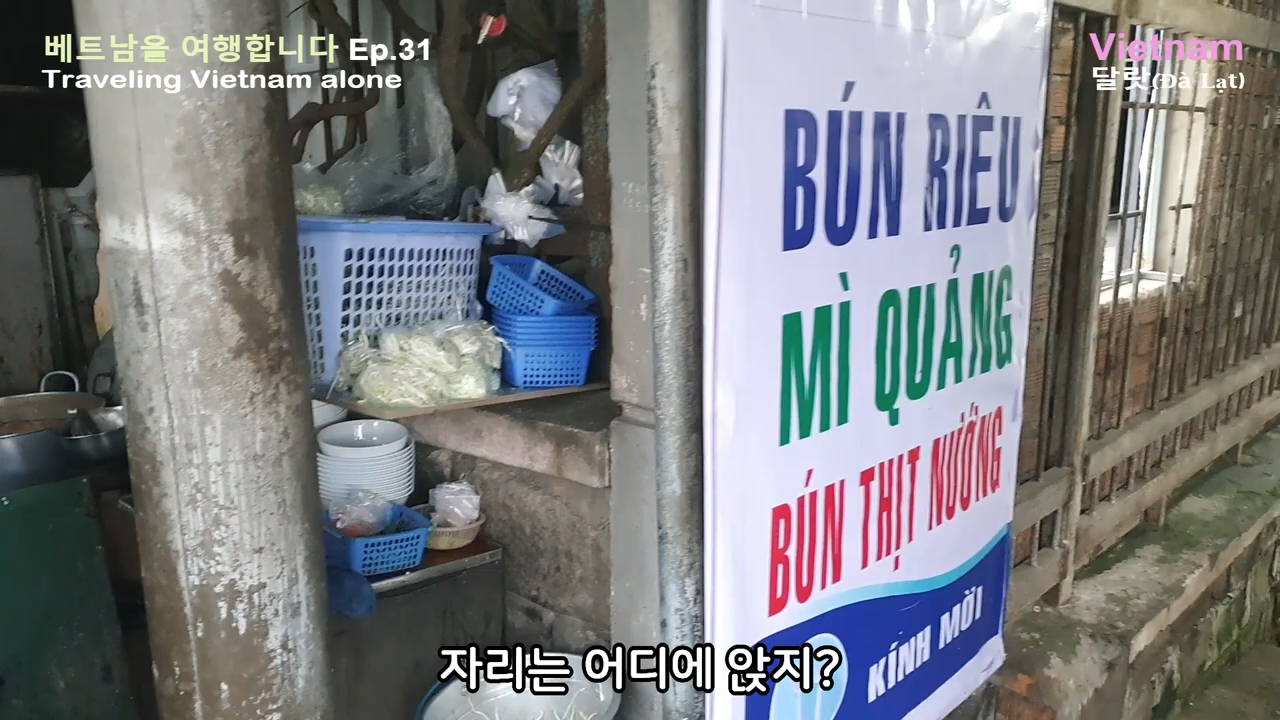 베트남을 여행합니다 Ep.31
Traveling Vietnam alone
Vietnam
달랏(Đà Lạt)
BÚN RIÊU
MÌ QUẢNG
BÚN THỊT NƯỚNG
KÍNH MỜI
자리는 어디에 앉지?